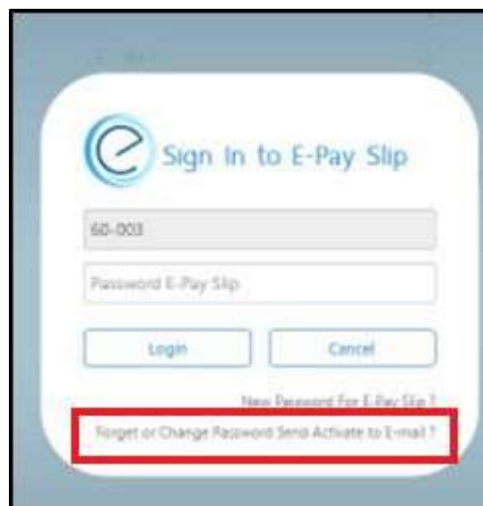 Sign In to E-Pay Slip
60-003
Password E-Pay Slip
Login Cancel
New Password For E-Pay Slip ?
Forget or Change Password Send Activate to E-mail ?